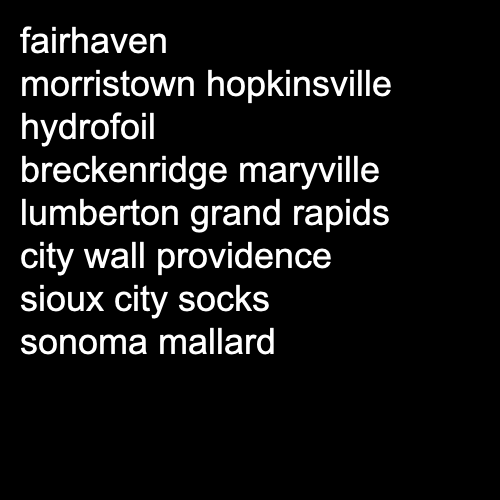 fairhaven
morristown hopkinsville
hydrofoil
breckenridge maryville
lumberton grand rapids
city wall providence
sioux city socks
sonoma mallard